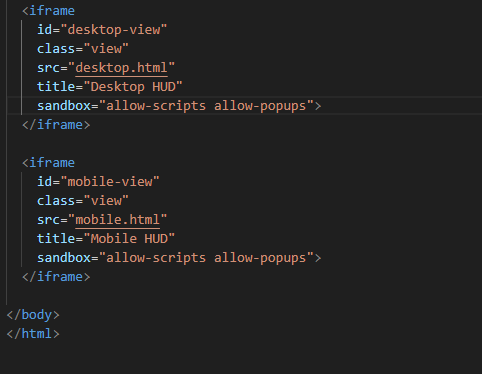 <iframe
id="desktop-view"
class="view"
src="desktop.html"
title="Desktop HUD"
sandbox="allow-scripts allow-popups">
</iframe>
<iframe
id="mobile-view"
class="view"
src="mobile.html"
title="Mobile HUD"
sandbox="allow-scripts allow-popups">
</iframe>
</body>
</html>